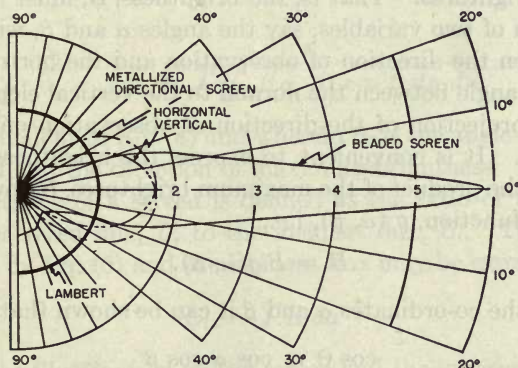 90° 40° 30° 20°
METALLIZED
DIRECTIONAL SCREEN
HORIZONTAL
VERTICAL
BEADED SCREEN
10°
2 3 4 5 0°
10°
LAMBERT
90° 40° 30° 20°